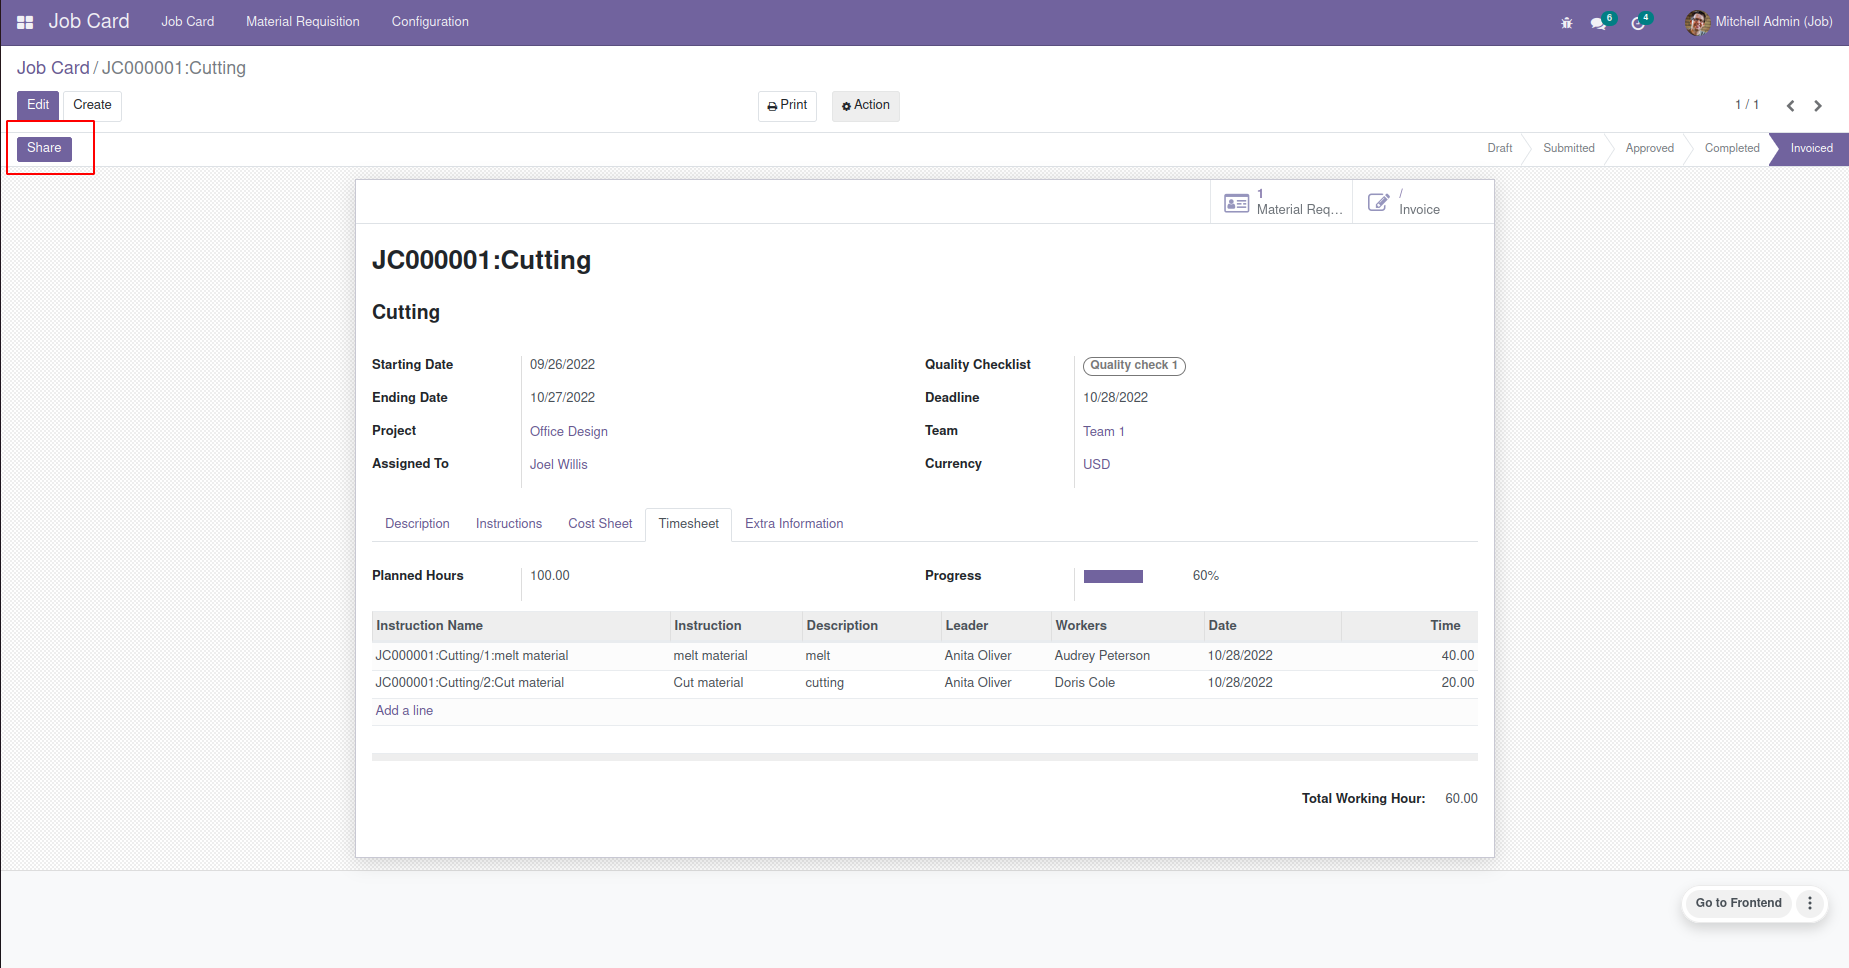 Job Card Job Card Material Requisition Configuration 6 4 Mitchell Admin (Job)
Job Card / JC000001:Cutting
Edit Create Print Action 1 / 1
Share Draft Submitted Approved Completed Invoiced
1 Material Req... / Invoice
JC000001:Cutting
Cutting
Starting Date 09/26/2022 Quality Checklist Quality check 1
Ending Date 10/27/2022 Deadline 10/28/2022
Project Office Design Team Team 1
Assigned To Joel Willis Currency USD
Description Instructions Cost Sheet Timesheet Extra Information
Planned Hours 100.00 Progress 60%
Instruction Name Instruction Description Leader Workers Date Time
JC000001:Cutting/1:melt material melt material melt Anita Oliver Audrey Peterson 10/28/2022 40.00
JC000001:Cutting/2:Cut material Cut material cutting Anita Oliver Doris Cole 10/28/2022 20.00
Add a line
Total Working Hour: 60.00
Go to Frontend